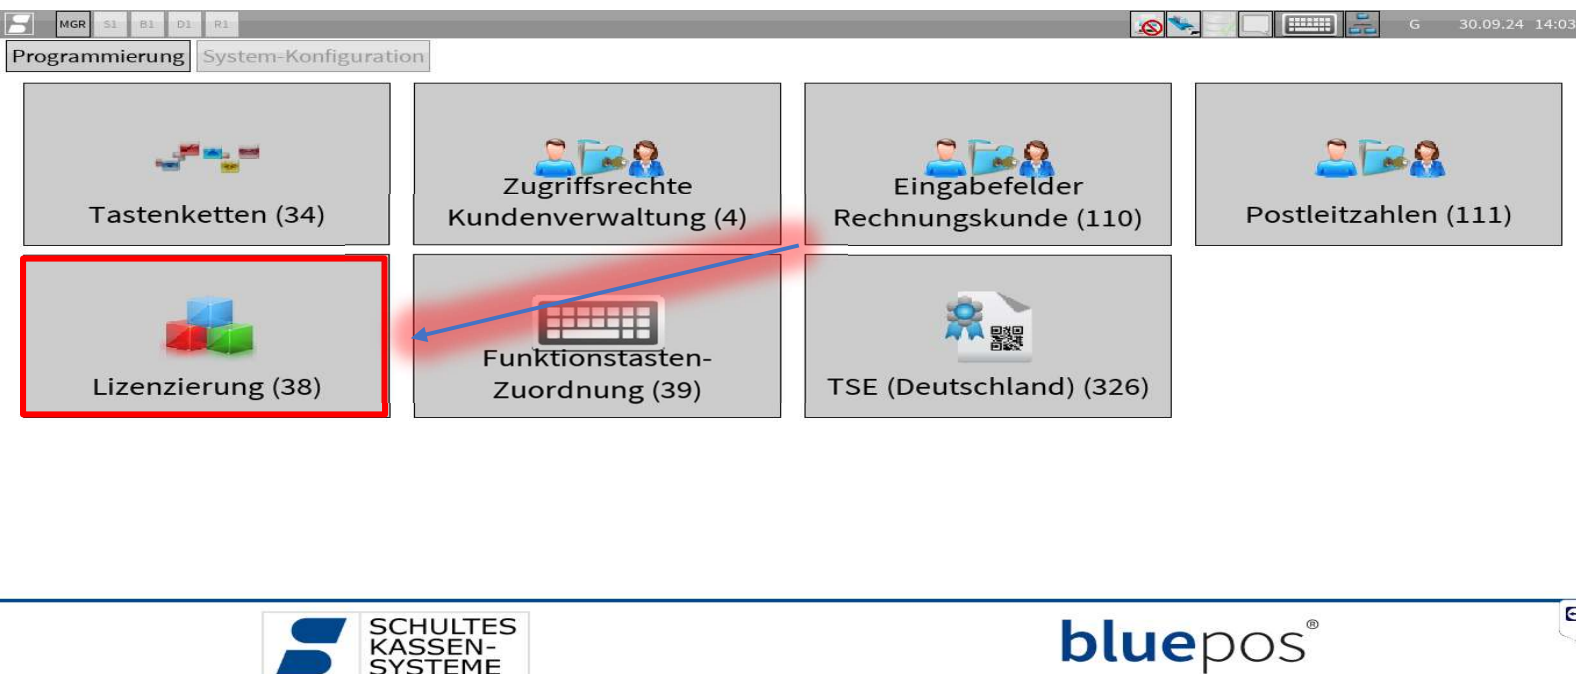 MGR S1 B1 D1 R1 G 30.09.24 14:03
Programmierung System-Konfiguration
Tastenketten (34)
Zugriffsrechte
Kundenverwaltung (4)
Eingabefelder
Rechnungskunde (110)
Postleitzahlen (111)
Lizenzierung (38)
Funktionstasten-
Zuordnung (39)
TSE (Deutschland) (326)
SCHULTES
KASSEN-
SYSTEME
bluepos®